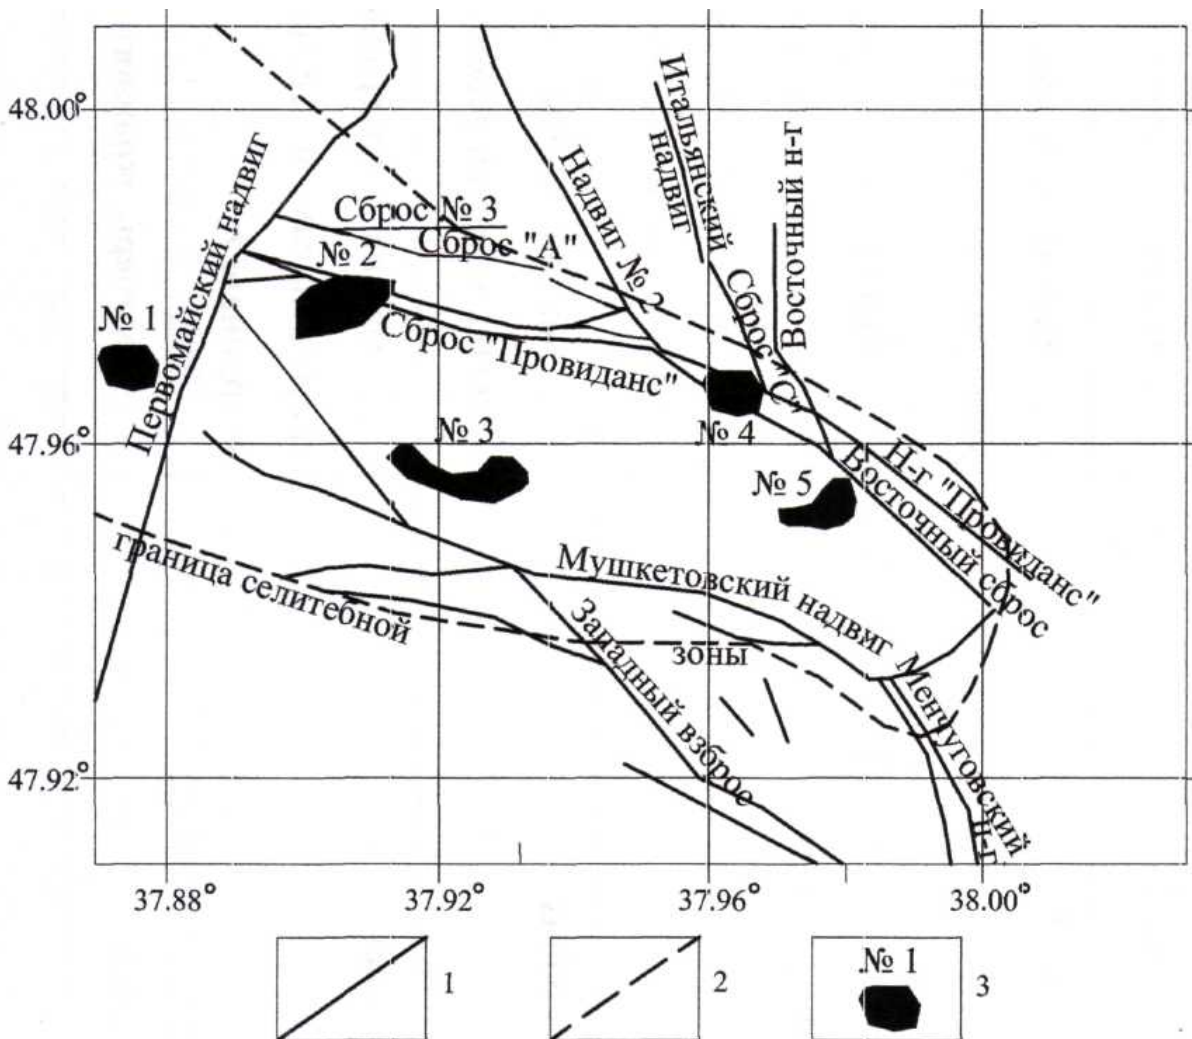 48.00°
47.96°
47.92°
37.88°
37.92°
37.96°
38.00°
Первомайский надвиг
Сброс № 3
Сброс "А"
Надвиг № 2
Итальянский
надвиг
Восточный н-г
Сброс "С"
№ 1
№ 2
Сброс "Провиданс"
№ 3
№ 4
№ 5
Н-г "Провиданс"
Восточный сброс
Мушкетовский надвиг
граница селитебной
зоны
Западный взброс
Менчуговский
н-г
1
2
№ 1
3